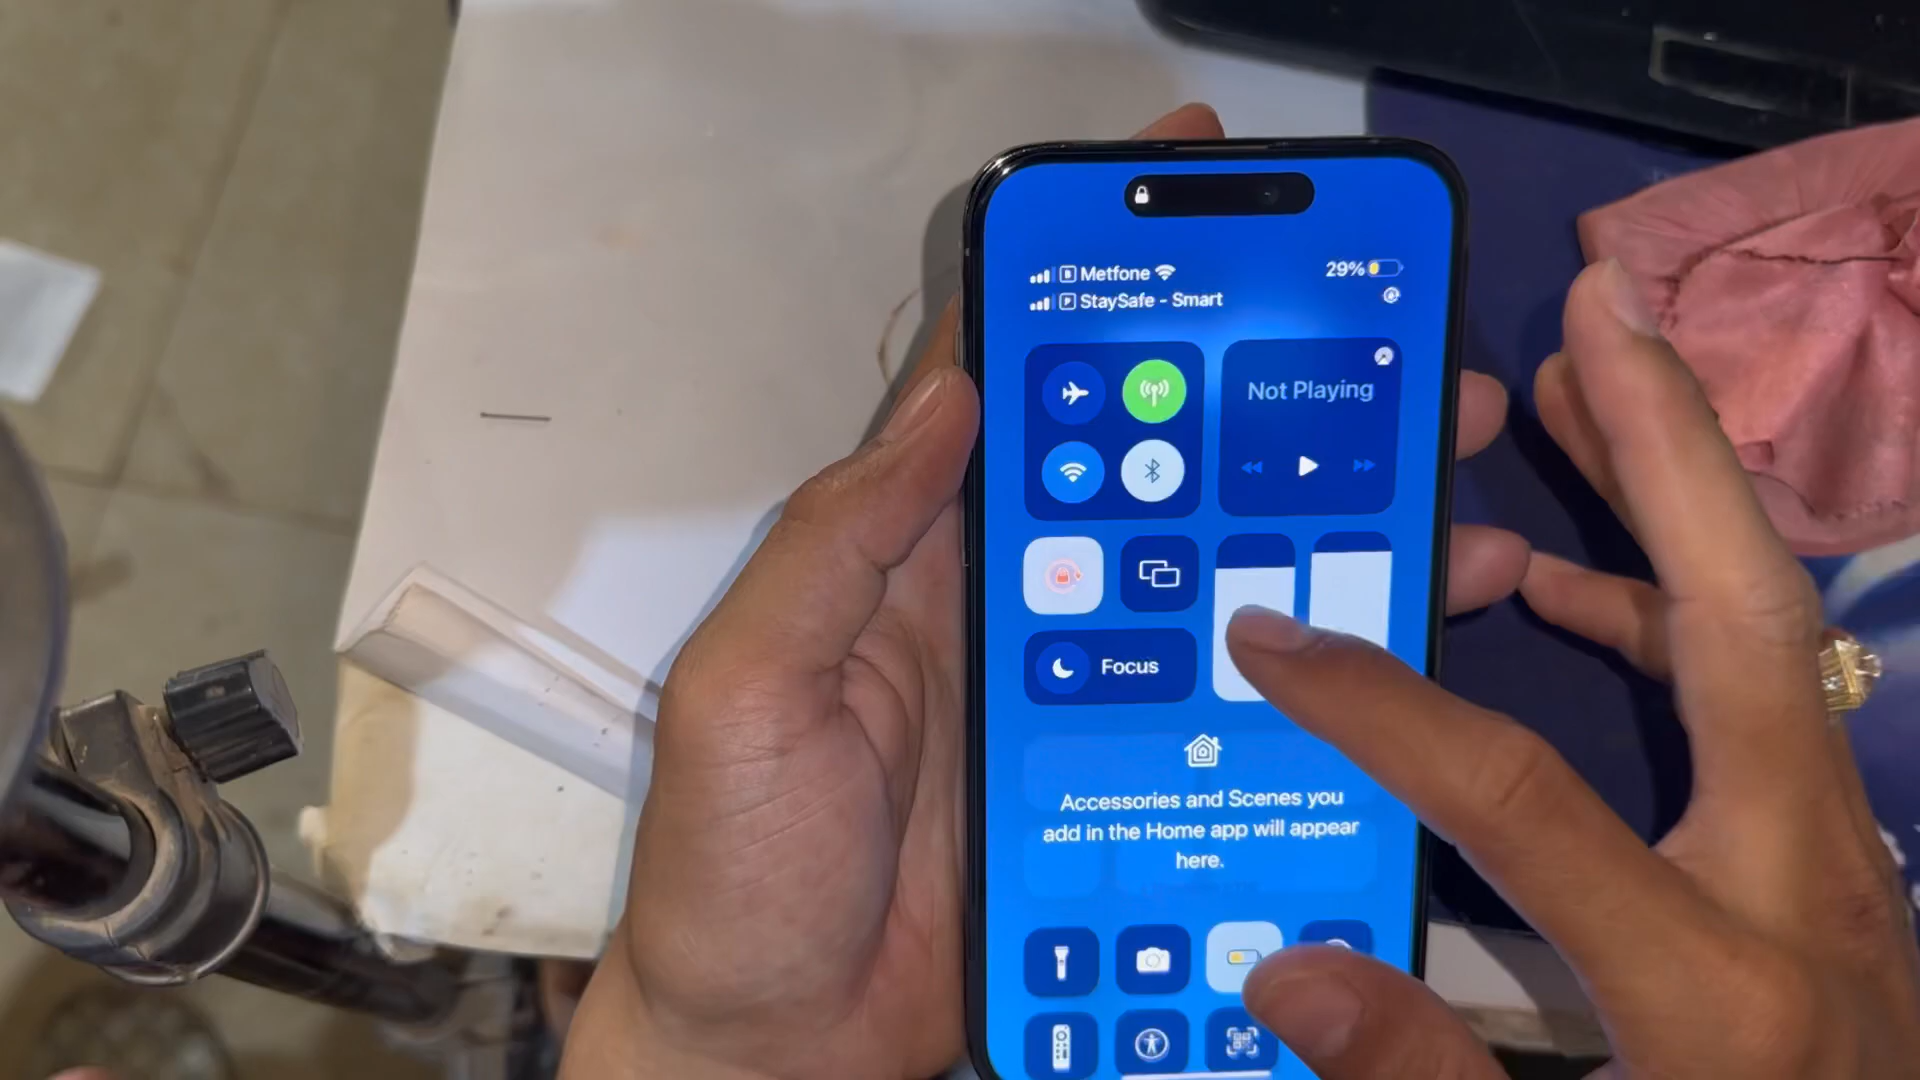 B Metfone
29%
P StaySafe - Smart
Not Playing
Focus
Accessories and Scenes you
add in the Home app will appear
here.